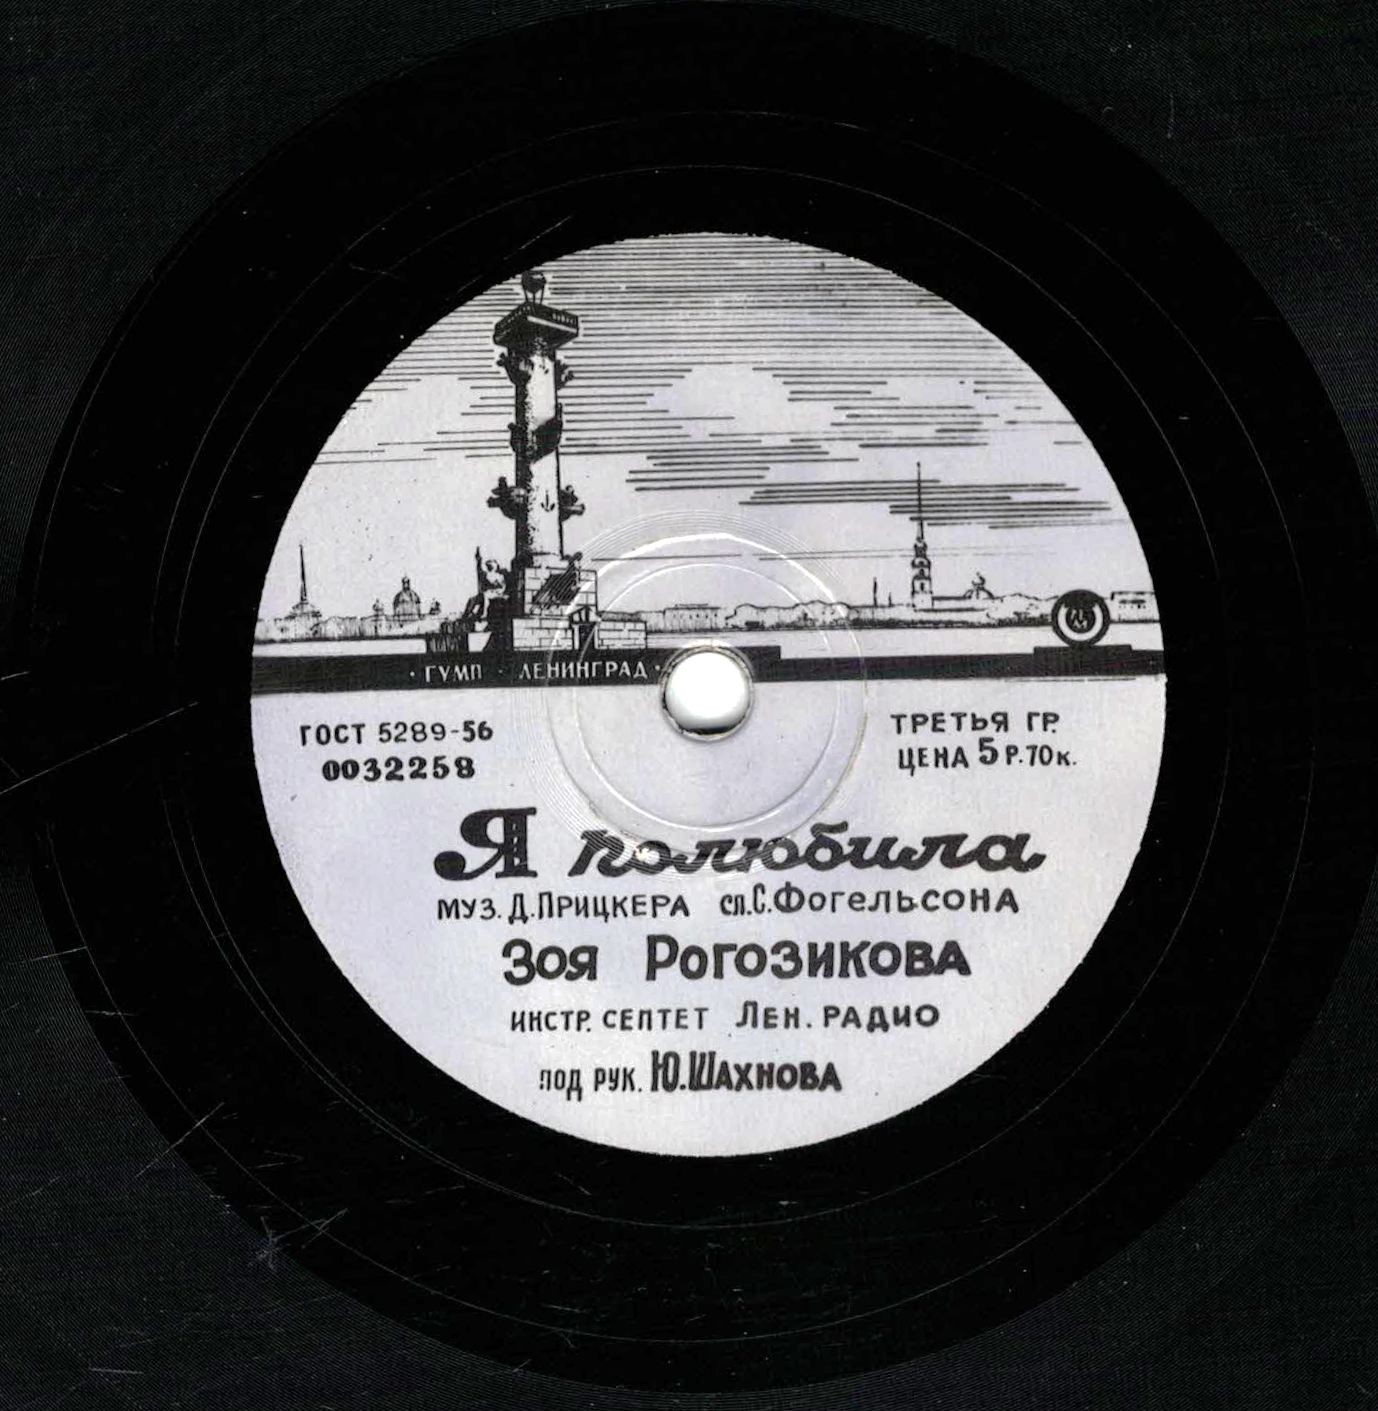 · ГУМП · ЛЕНИНГРАД ·
ГОСТ 5289-56
0032258
ТРЕТЬЯ ГР.
ЦЕНА 5 Р. 70 К.
Я полюбила
МУЗ. Д. ПРИЦКЕРА СЛ. С. ФОГЕЛЬСОНА
ЗОЯ РОГОЗИКОВА
ИНСТР. СЕПТЕТ ЛЕН. РАДИО
ПОД РУК. Ю. ШАХНОВА